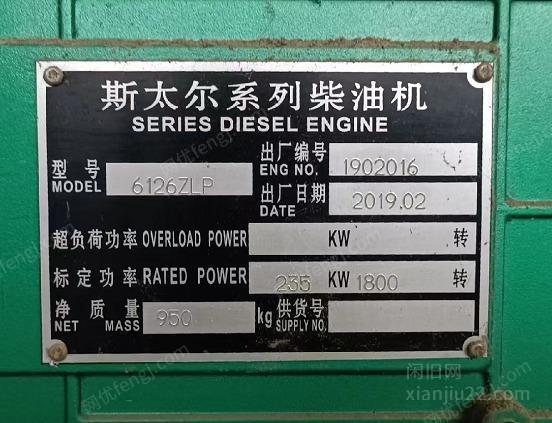 斯太尔系列柴油机
SERIES DIESEL ENGINE
型号 MODEL 6126ZLP
出厂编号 ENG NO. 1902016
出厂日期 DATE 2019.02
超负荷功率 OVERLOAD POWER KW 转
标定功率 RATED POWER 235 KW 1800 转
净质量 NET MASS 950 kg 供货号 SUPPLY NO.
闲旧网
xianjiu22.com